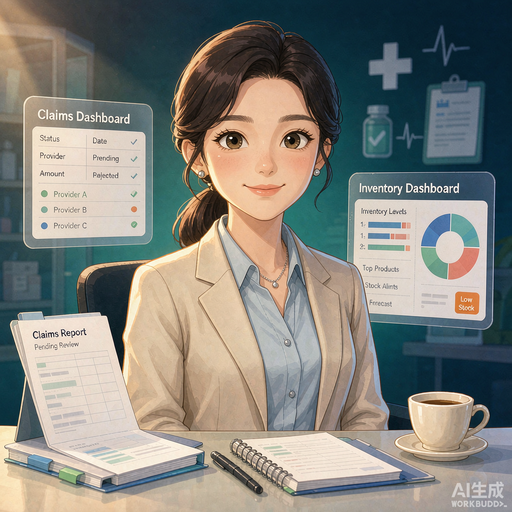 Claims Dashboard
Status Date
Provider Pending
Amount Rejected
Provider A
Provider B
Provider C
Inventory Dashboard
Inventory Levels
1:
1:
2:
Top Products
Stock Alerts
Forecast
Low
Stock
Claims Report
Pending Review
AI生成
WORKBUDDY